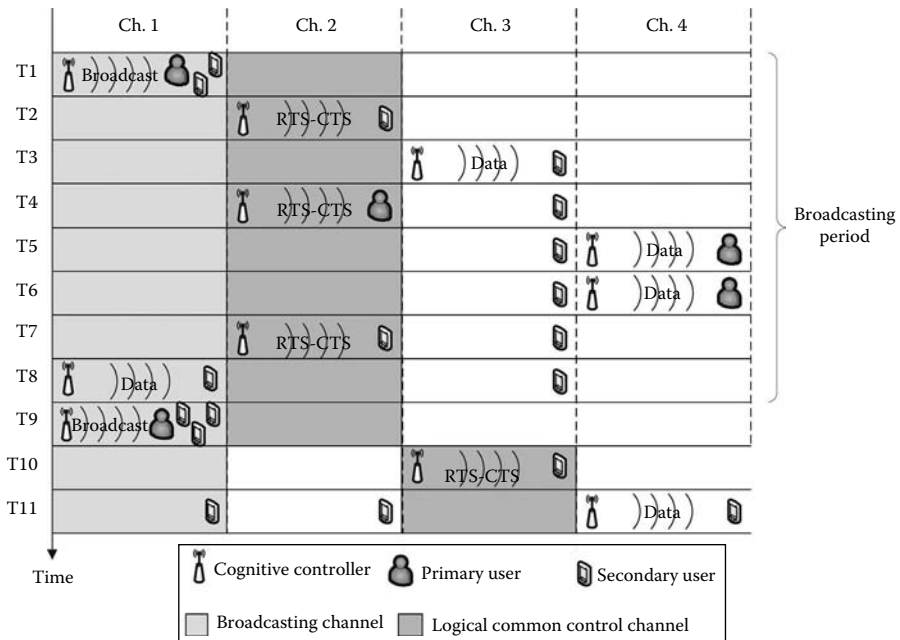 Ch. 1 Ch. 2 Ch. 3 Ch. 4
T1 Broadcast
T2 RTS-CTS
T3 Data
T4 RTS-CTS
T5 Data
T6 Data
T7 RTS-CTS
T8 Data
T9 Broadcast
T10 RTS-CTS
T11 Data
Broadcasting
period
Time
Cognitive controller Primary user Secondary user
Broadcasting channel Logical common control channel